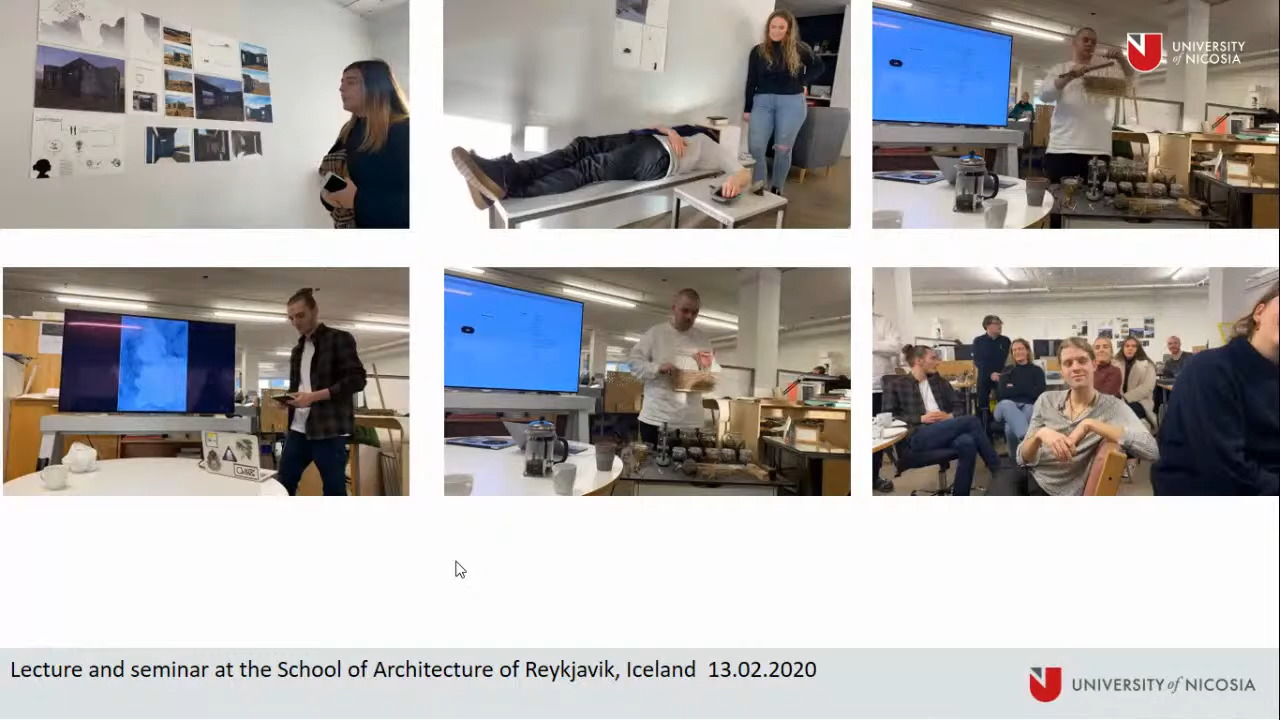 UNIVERSITY
of NICOSIA
Lecture and seminar at the School of Architecture of Reykjavik, Iceland 13.02.2020
UNIVERSITY of NICOSIA